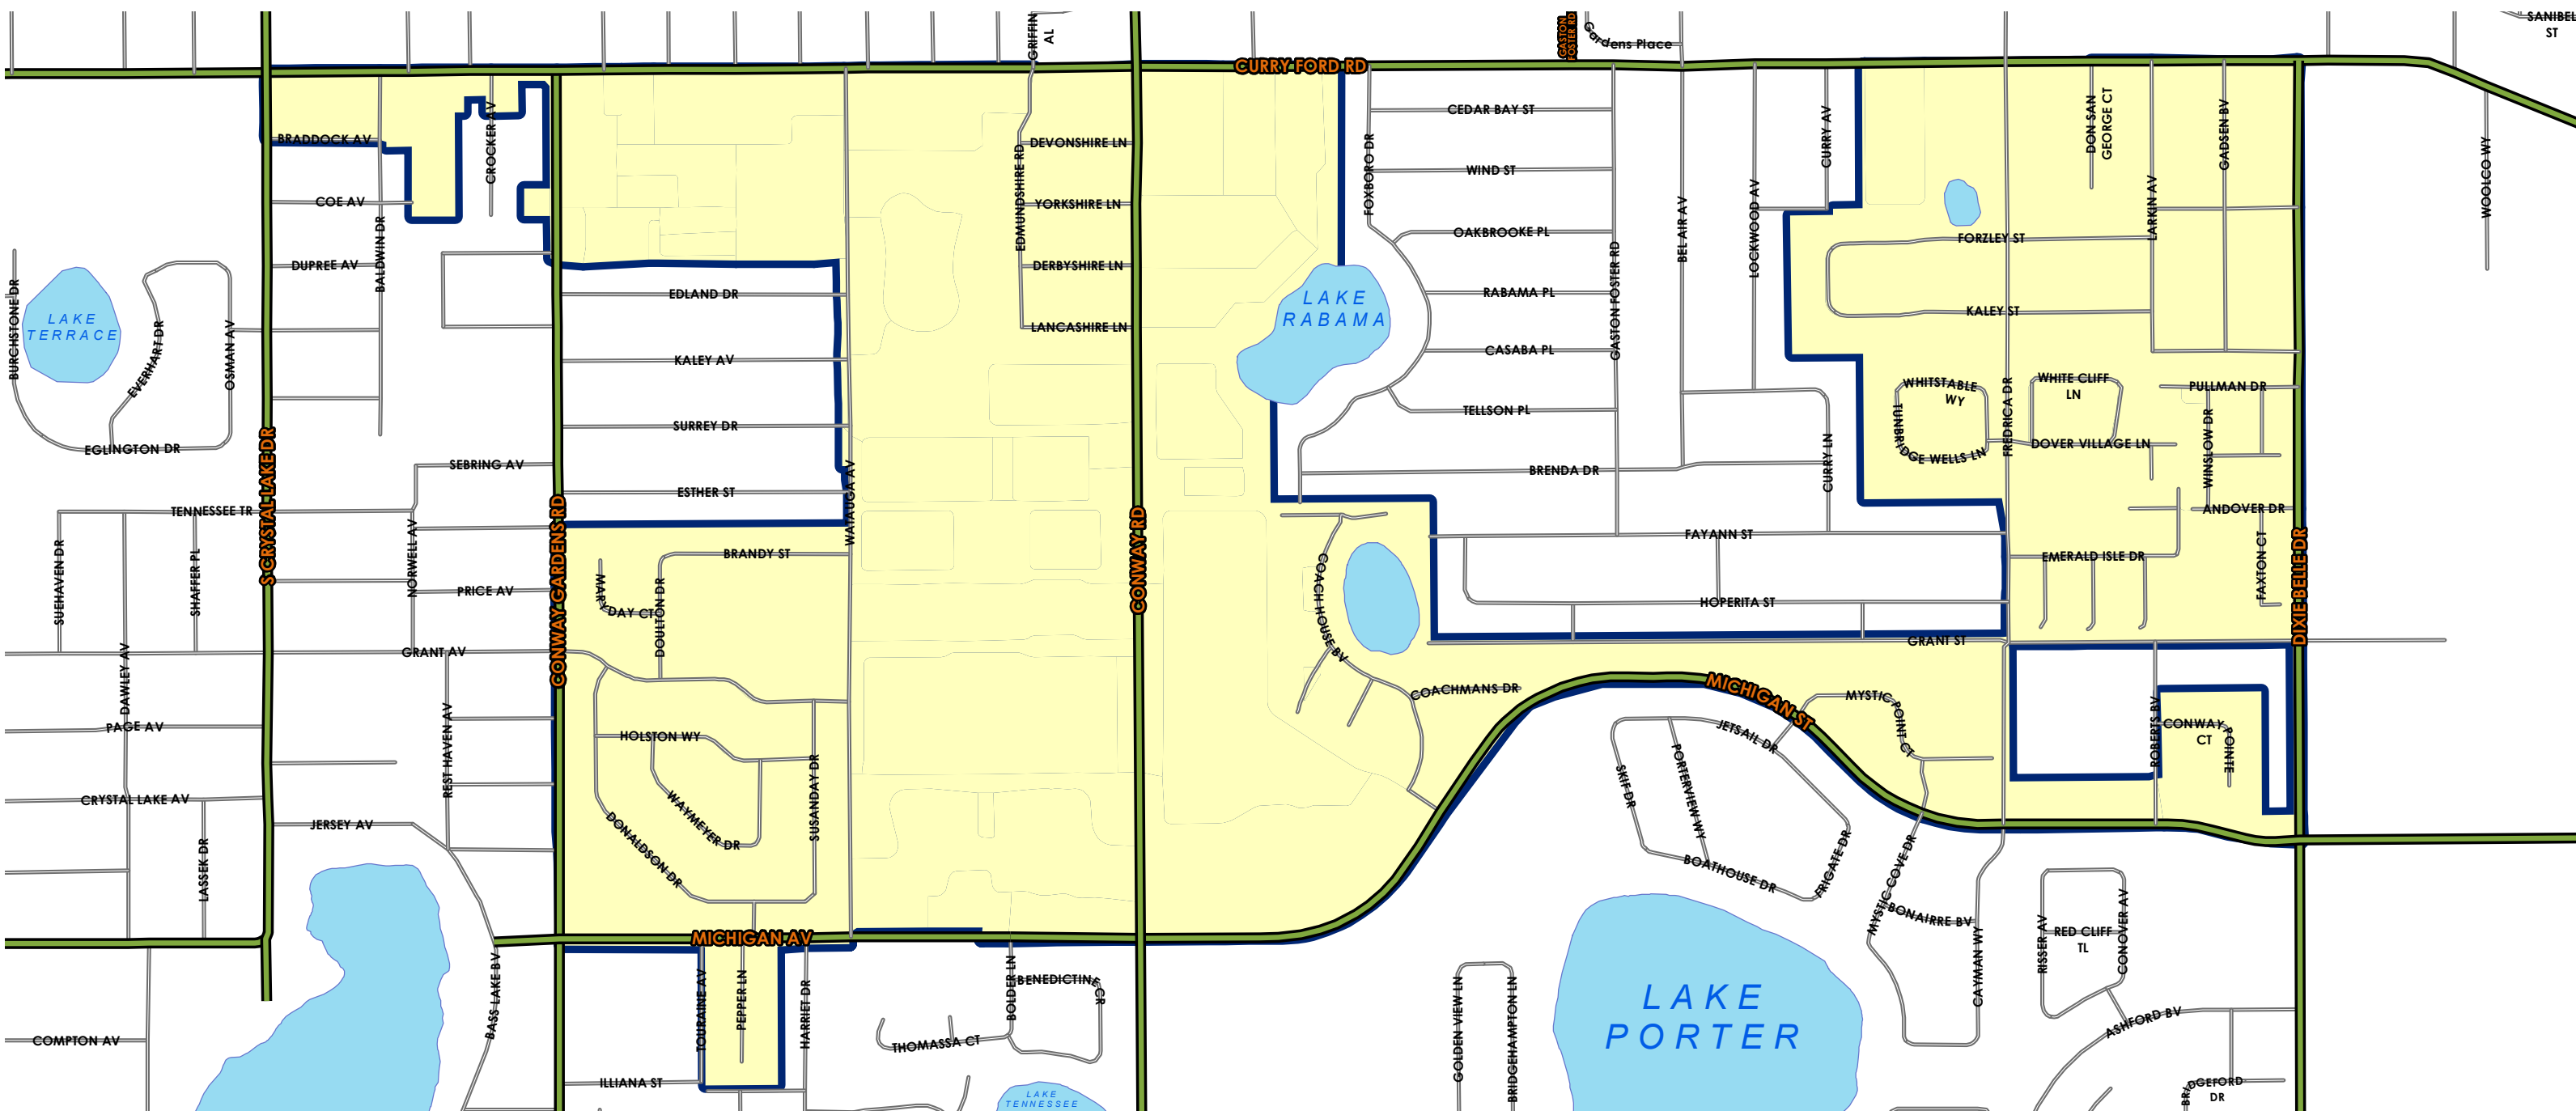 SANIBEL
ST
GRIFFIN
AL
GASTON
FOSTER RD
Gardens Place
CURRY FORD RD
CEDAR BAY ST
WIND ST
OAKBROOKE PL
RABAMA PL
CASABA PL
TELLSON PL
BRENDA DR
FOXBORO DR
GASTON FOSTER RD
BEL AIR AV
LOCKWOOD AV
CURRY AV
CURRY LN
DON SAN
GEORGE CT
GADSEN BV
LARKIN AV
WOOLCO WY
FORZLEY ST
KALEY ST
WHITSTABLE
WY
WHITE CLIFF
LN
PULLMAN DR
TUNBRIDGE WELLS LN
FREDRICA DR
DOVER VILLAGE LN
WINSLOW DR
ANDOVER DR
EMERALD ISLE DR
FAXTON CT
DIXIE BELLE DR
BRADDOCK AV
CROCKER AV
COE AV
DUPREE AV
BALDWIN DR
DEVONSHIRE LN
YORKSHIRE LN
DERBYSHIRE LN
LANCASHIRE LN
EDMUNDSHIRE RD
LAKE
TERRACE
BURCHSTONE DR
EVERHART DR
OSMAN AV
EGLINGTON DR
S CRYSTAL LAKE DR
EDLAND DR
KALEY AV
SURREY DR
ESTHER ST
WATAUGA AV
LAKE
RABAMA
SEBRING AV
TENNESSEE TR
NORWELL AV
PRICE AV
SUEHAVEN DR
SHAFFER PL
DAWLEY AV
GRANT AV
CONWAY GARDENS RD
CONWAY RD
BRANDY ST
MARY DAY CT
DOULTON DR
FAYANN ST
HOPERITA ST
GRANT ST
COACH HOUSE BV
COACHMANS DR
MICHIGAN ST
MYSTIC POINT CT
ROBERTS BV
CONWAY
CT
POINTE
PAGE AV
REST HAVEN AV
CRYSTAL LAKE AV
JERSEY AV
LASSEK DR
HOLSTON WY
WAYMEYER DR
DONALDSON DR
SUSANDAY DR
JETSAIL DR
SKIF DR
PORTERVIEW WY
BOATHOUSE DR
FRIGATE DR
MYSTIC COVE DR
BONAIRRE BV
CAYMAN WY
RISSER AV
RED CLIFF
TL
CONOVER AV
MICHIGAN AV
BASS LAKE BV
TOURAINE AV
PEPPER LN
HARRIET DR
BOLDER LN
BENEDICTINE CR
THOMASSA CT
ILLIANA ST
COMPTON AV
LAKE
TENNESSEE
GOLDEN VIEW LN
BRIDGEHAMPTON LN
LAKE
PORTER
ASHFORD BV
BRIDGEFORD
DR